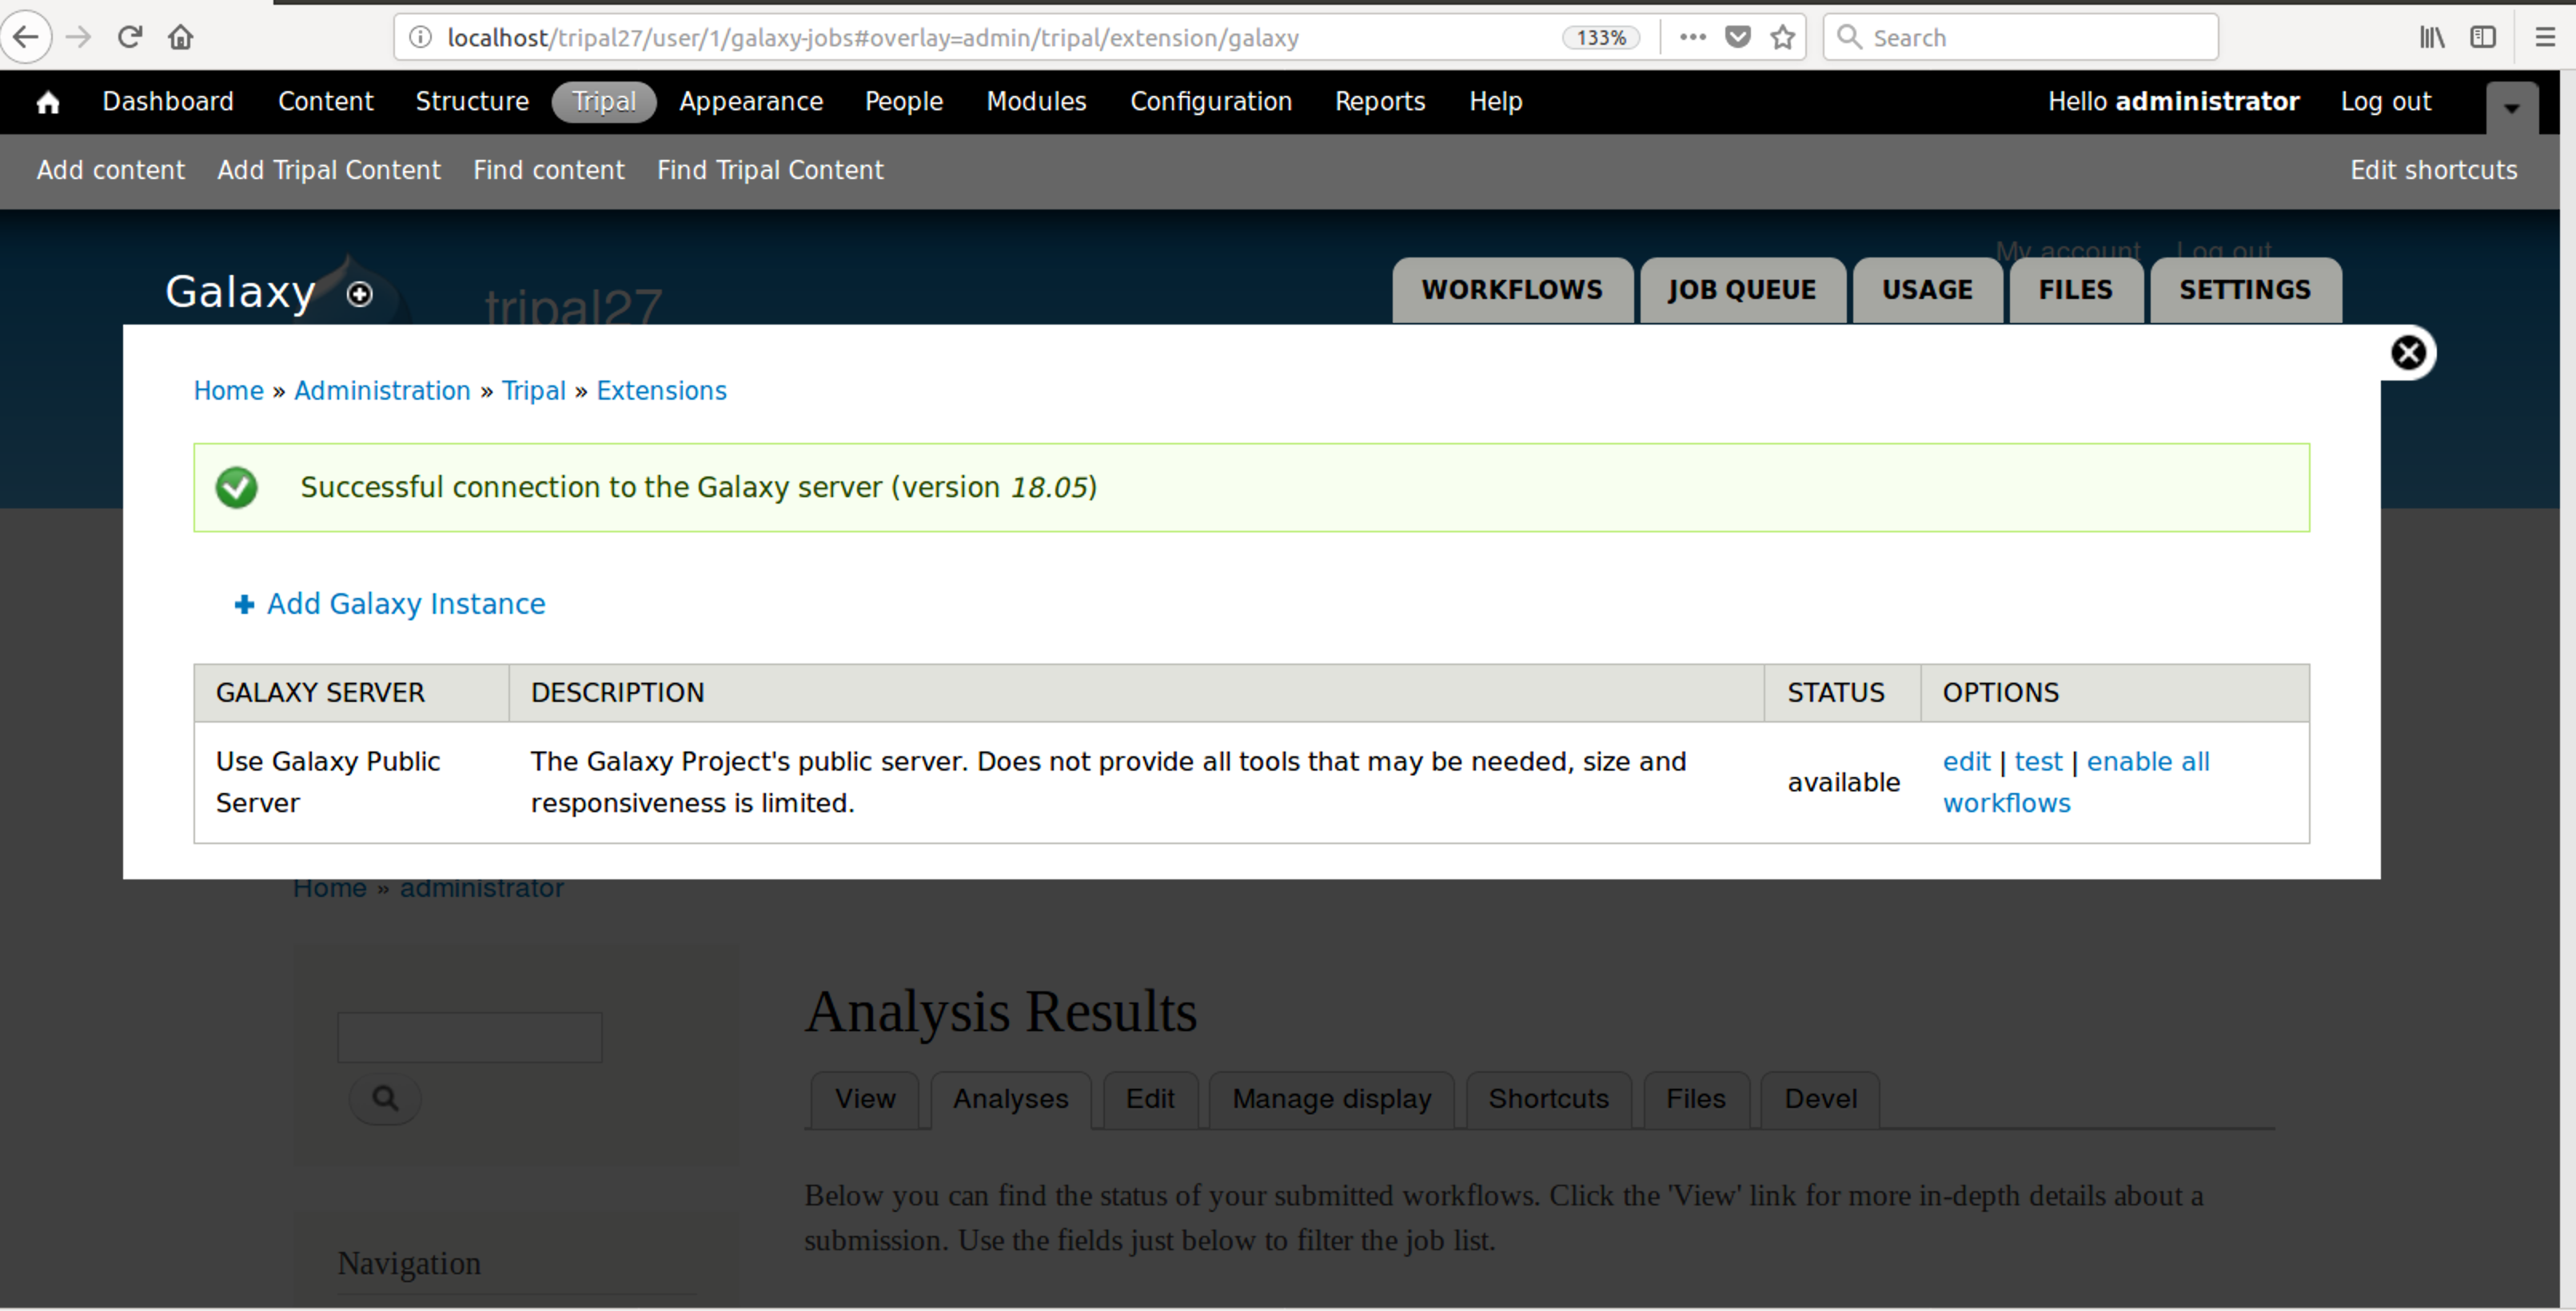 localhost/tripal27/user/1/galaxy-jobs#overlay=admin/tripal/extension/galaxy 133% Search
Dashboard Content Structure Tripal Appearance People Modules Configuration Reports Help Hello administrator Log out
Add content Add Tripal Content Find content Find Tripal Content Edit shortcuts
My account Log out
Galaxy tripal27 WORKFLOWS JOB QUEUE USAGE FILES SETTINGS
Home » Administration » Tripal » Extensions
Successful connection to the Galaxy server (version 18.05)
Add Galaxy Instance
GALAXY SERVER DESCRIPTION STATUS OPTIONS
Use Galaxy Public Server The Galaxy Project's public server. Does not provide all tools that may be needed, size and responsiveness is limited. available edit | test | enable all workflows
Home » administrator
Analysis Results
View Analyses Edit Manage display Shortcuts Files Devel
Below you can find the status of your submitted workflows. Click the 'View' link for more in-depth details about a
submission. Use the fields just below to filter the job list.
Navigation